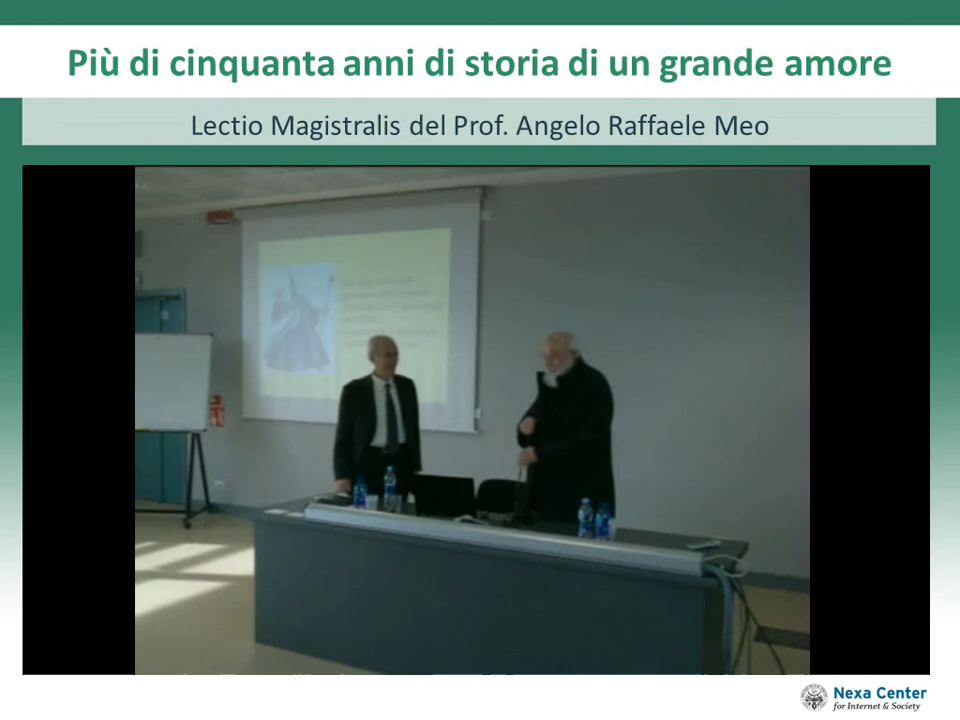 Più di cinquanta anni di storia di un grande amore
Lectio Magistralis del Prof. Angelo Raffaele Meo
Nexa Center
for Internet & Society